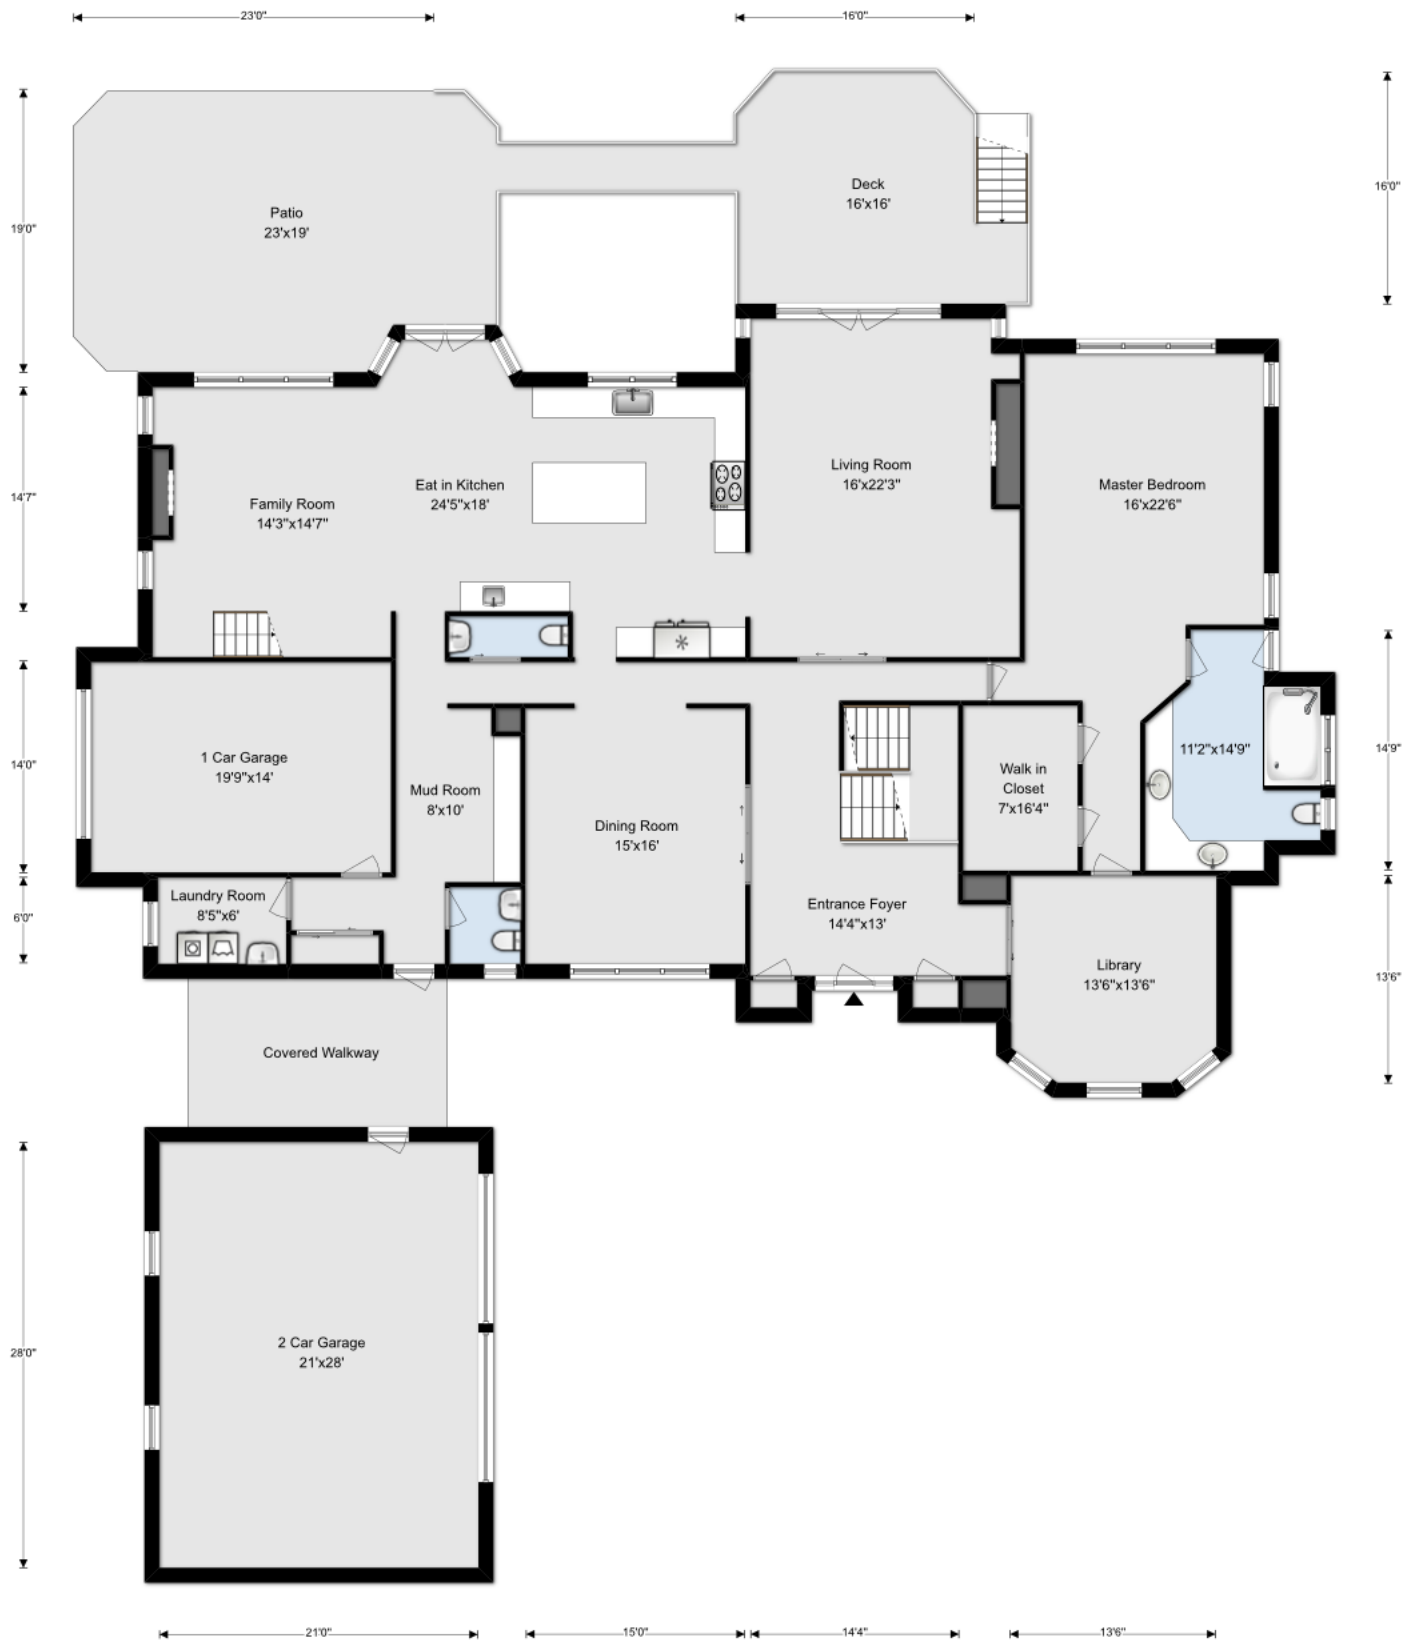 23'0"
16'0"
16'0"
19'0"
Deck
16'x16'
Patio
23'x19'
14'7"
Family Room
14'3"x14'7"
Eat in Kitchen
24'5"x18'
Living Room
16'x22'3"
Master Bedroom
16'x22'6"
14'0"
1 Car Garage
19'9"x14'
Mud Room
8'x10'
Dining Room
15'x16'
Walk in
Closet
7'x16'4"
11'2"x14'9"
14'9"
6'0"
Laundry Room
8'5"x6'
Entrance Foyer
14'4"x13'
Library
13'6"x13'6"
13'6"
Covered Walkway
28'0"
2 Car Garage
21'x28'
21'0"
15'0"
14'4"
13'6"